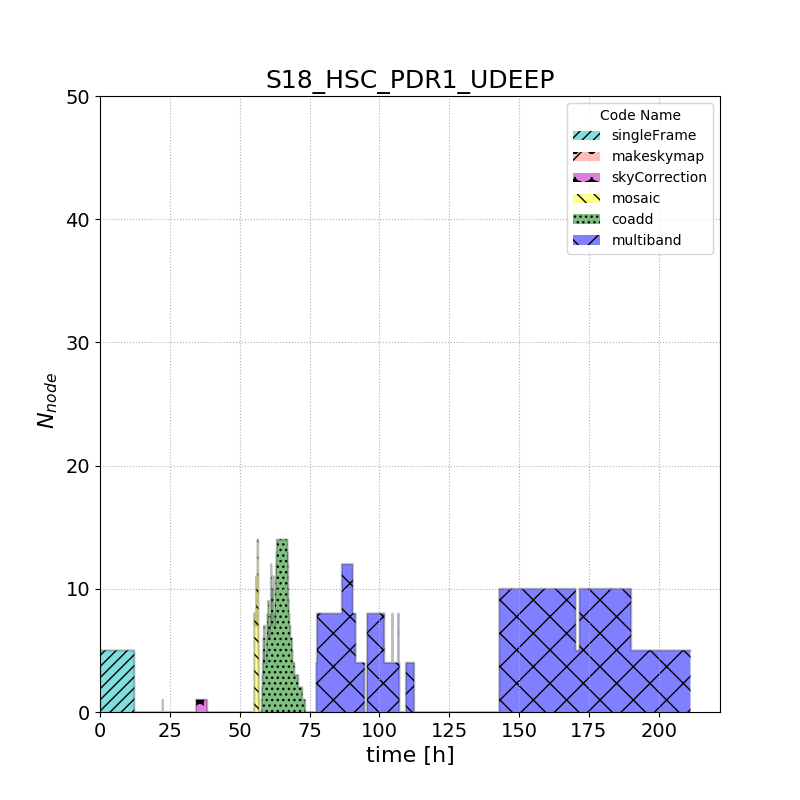 S18_HSC_PDR1_UDEEP
50
40
30
20
10
0
N_node
0 25 50 75 100 125 150 175 200
time [h]
Code Name
singleFrame
makeskymap
skyCorrection
mosaic
coadd
multiband